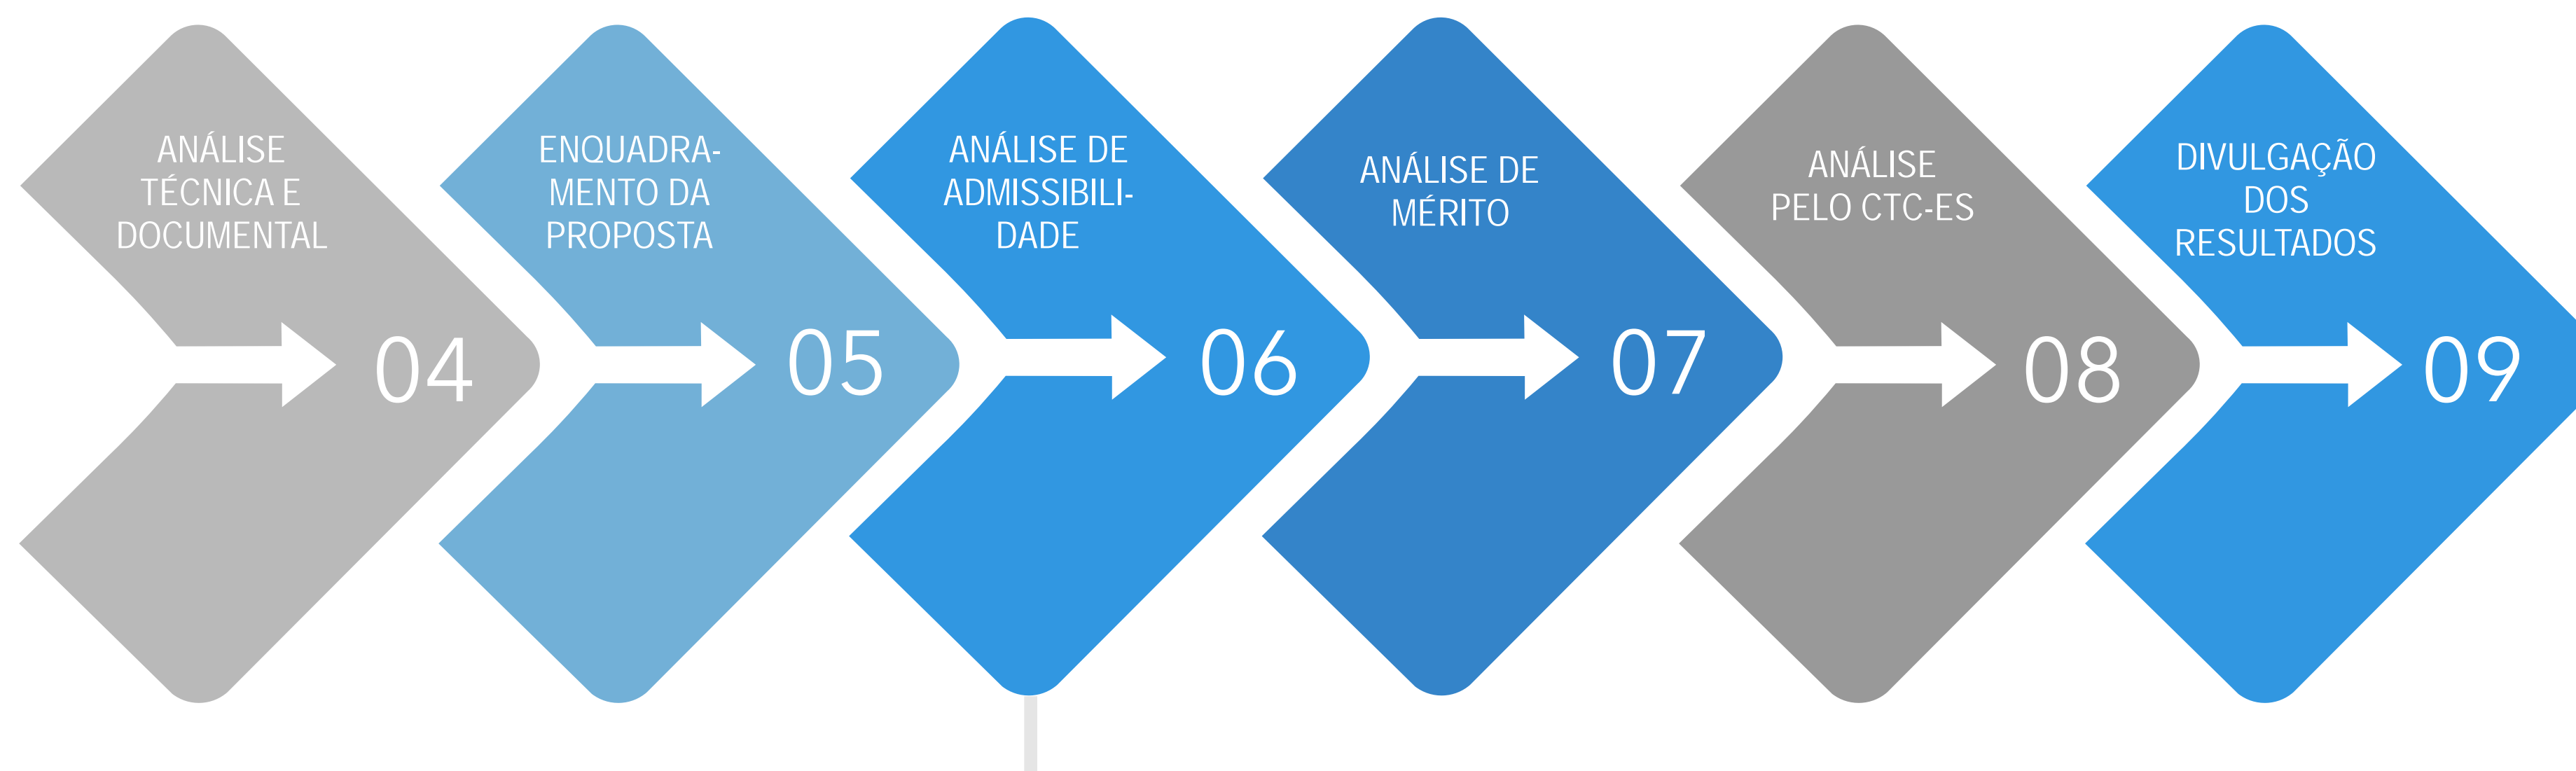 ANÁLISE
TÉCNICA E
DOCUMENTAL
04
ENQUADRA-
MENTO DA
PROPOSTA
05
ANÁLISE DE
ADMISSIBILI-
DADE
06
ANÁLISE DE
MÉRITO
07
ANÁLISE
PELO CTC-ES
08
DIVULGAÇÃO
DOS
RESULTADOS
09